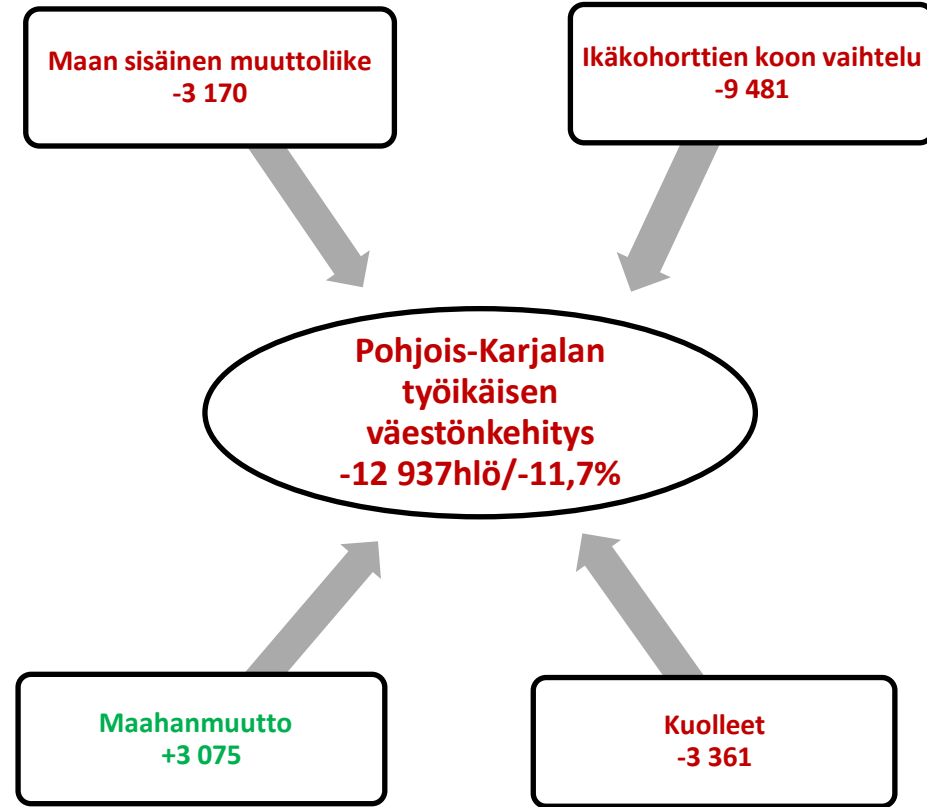 Maan sisäinen muuttoliike
-3 170
Ikäkohorttien koon vaihtelu
-9 481
Pohjois-Karjalan
työikäisen
väestönkehitys
-12 937hlö/-11,7%
Maahanmuutto
+3 075
Kuolleet
-3 361